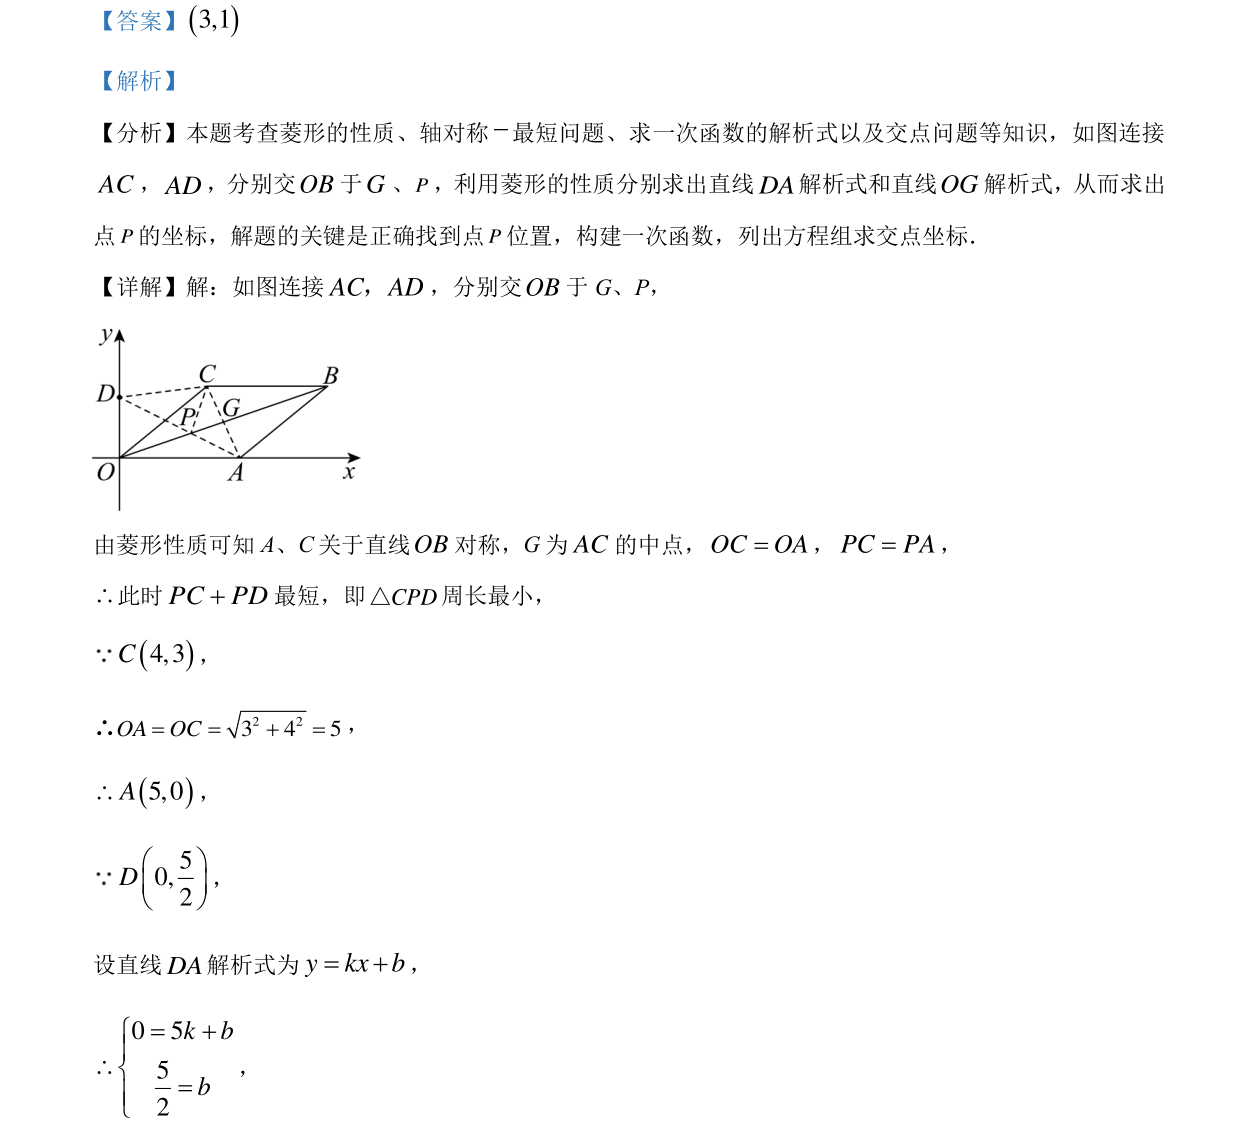 【答案】(3,1)
【解析】
【分析】本题考查菱形的性质、轴对称－最短问题、求一次函数的解析式以及交点问题等知识，如图连接
AC，AD，分别交OB于G、P，利用菱形的性质分别求出直线DA解析式和直线OG解析式，从而求出
点P的坐标，解题的关键是正确找到点P位置，构建一次函数，列出方程组求交点坐标．
【详解】解：如图连接AC，AD，分别交OB于 G、P，
y
C B
D
P G
O A x
由菱形性质可知 A、C关于直线OB对称，G为AC的中点，OC=OA，PC=PA，
∴此时PC+PD最短，即△CPD周长最小，
∵C(4,3)，
∴OA=OC=√(3²+4²)=5，
∴A(5,0)，
∵D(0,5/2)，
设直线DA解析式为y=kx+b，
∴{0=5k+b
5/2=b，